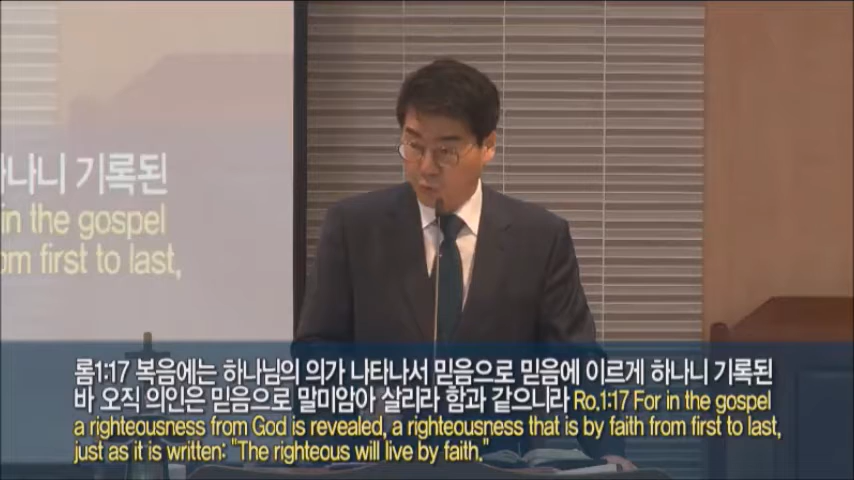 나니 기록된
in the gospel
om first to last,
롬1:17 복음에는 하나님의 의가 나타나서 믿음으로 믿음에 이르게 하나니 기록된
바 오직 의인은 믿음으로 말미암아 살리라 함과 같으니라 Ro.1:17 For in the gospel
a righteousness from God is revealed, a righteousness that is by faith from first to last,
just as it is written: "The righteous will live by faith."